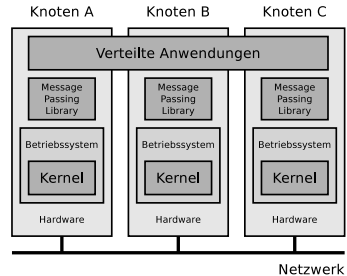 Knoten A Knoten B Knoten C
Verteilte Anwendungen
Message Passing Library
Message Passing Library
Message Passing Library
Betriebssystem Betriebssystem Betriebssystem
Kernel Kernel Kernel
Hardware Hardware Hardware
Netzwerk